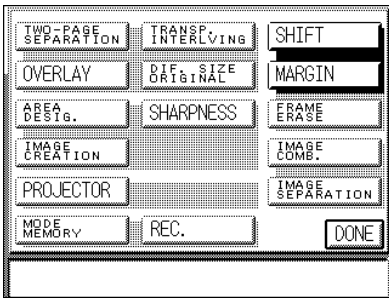 TWO-PAGE
SEPARATION
TRANSP.
INTERLVING
SHIFT
OVERLAY
DIF. SIZE
ORIGINAL
MARGIN
AREA
DESIG.
SHARPNESS
FRAME
ERASE
IMAGE
CREATION
IMAGE
COMB.
PROJECTOR
IMAGE
SEPARATION
MODE
MEMORY
REC.
DONE